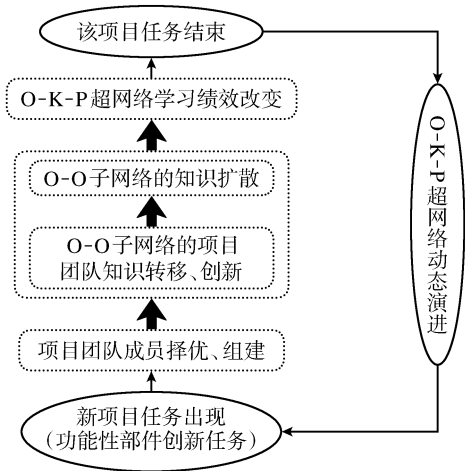 该项目任务结束
O-K-P超网络学习绩效改变
O-O子网络的知识扩散
O-O子网络的项目
团队知识转移、创新
项目团队成员择优、组建
新项目任务出现
（功能性部件创新任务）
O-K-P超网络动态演进